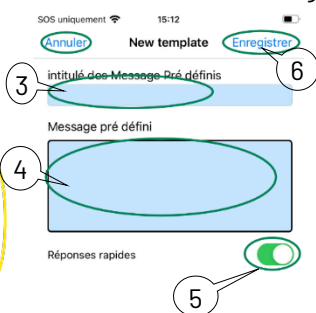 SOS uniquement 15:12
Annuler New template Enregistrer
6
intitulé des Message Pré définis
3
Message pré défini
4
Réponses rapides
5